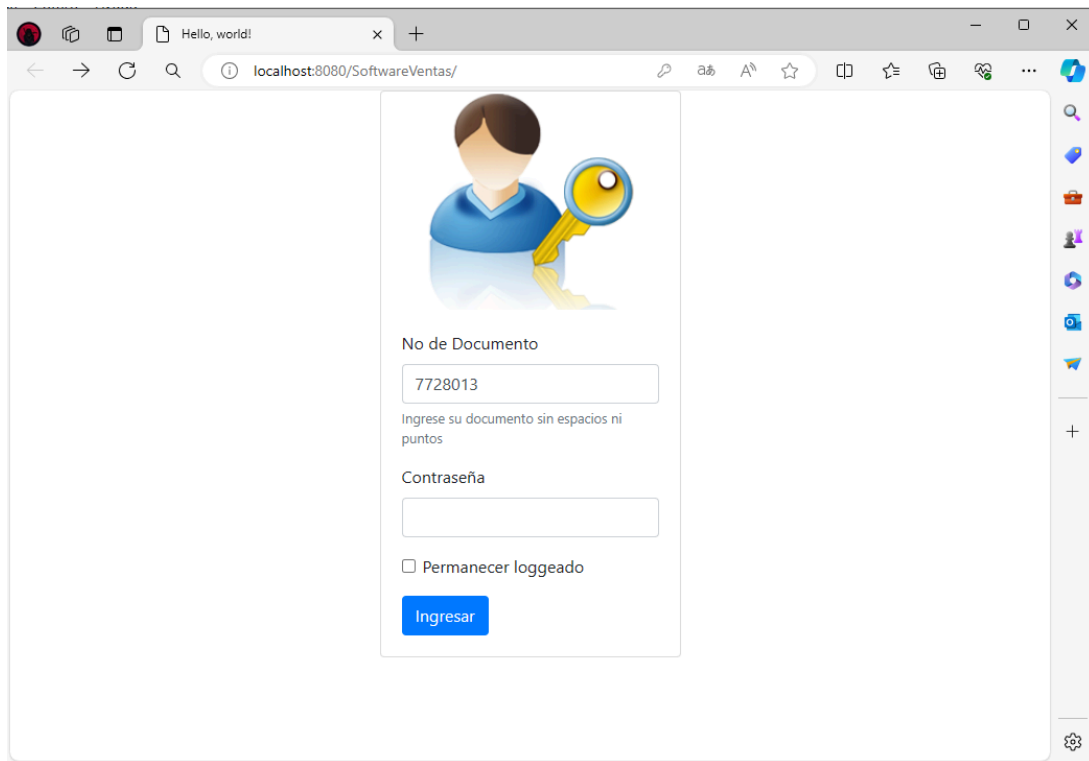 Hello, world!
localhost:8080/SoftwareVentas/
No de Documento
7728013
Ingrese su documento sin espacios ni
puntos
Contraseña
Permanecer loggeado
Ingresar